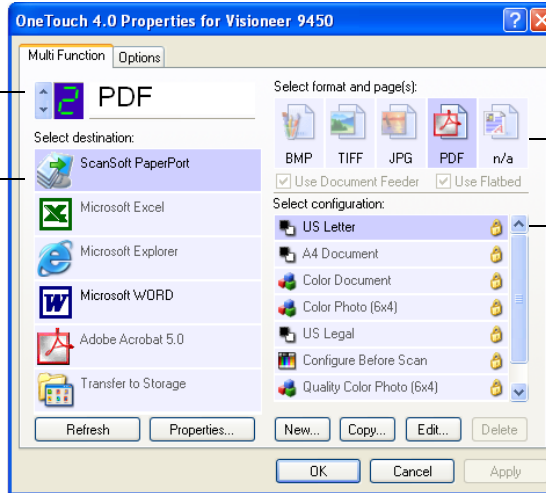 OneTouch 4.0 Properties for Visioneer 9450
Multi Function
Options
2
PDF
Select destination:
ScanSoft PaperPort
Microsoft Excel
Microsoft Explorer
Microsoft WORD
Adobe Acrobat 5.0
Transfer to Storage
Refresh
Properties...
Select format and page(s):
BMP TIFF JPG PDF n/a
Use Document Feeder
Use Flatbed
Select configuration:
US Letter
A4 Document
Color Document
Color Photo (6x4)
US Legal
Configure Before Scan
Quality Color Photo (6x4)
New... Copy... Edit... Delete
OK Cancel Apply